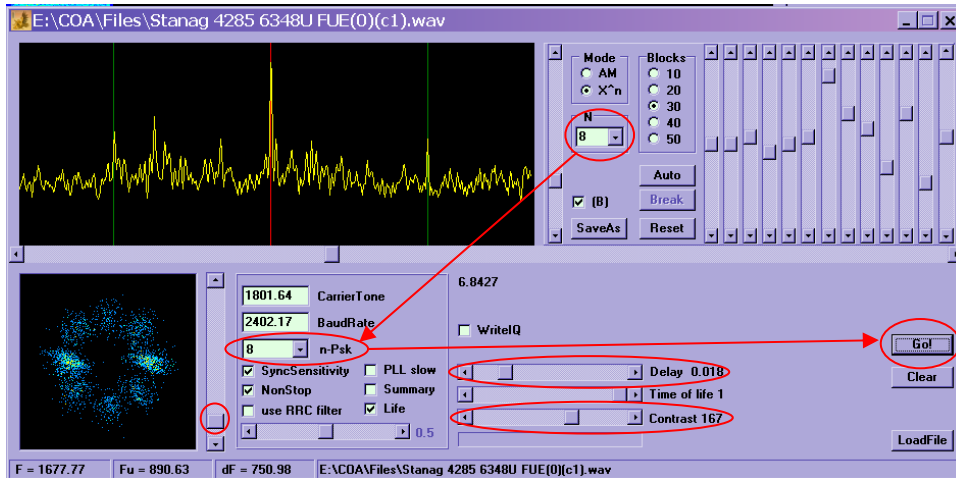 E:\COA\Files\Stanag 4285 6348U FUE(0)(c1).wav
Mode
AM
X^n
Blocks
10
20
30
40
50
N
8
(B)
Auto
Break
SaveAs
Reset
1801.64 CarrierTone
2402.17 BaudRate
8 n-Psk
SyncSensitivity
PLL slow
NonStop
Summary
use RRC filter
Life
0.5
6.8427
WriteIQ
Delay 0.018
Time of life 1
Contrast 167
Go!
Clear
LoadFile
F = 1677.77 Fu = 890.63 dF = 750.98 E:\COA\Files\Stanag 4285 6348U FUE(0)(c1).wav